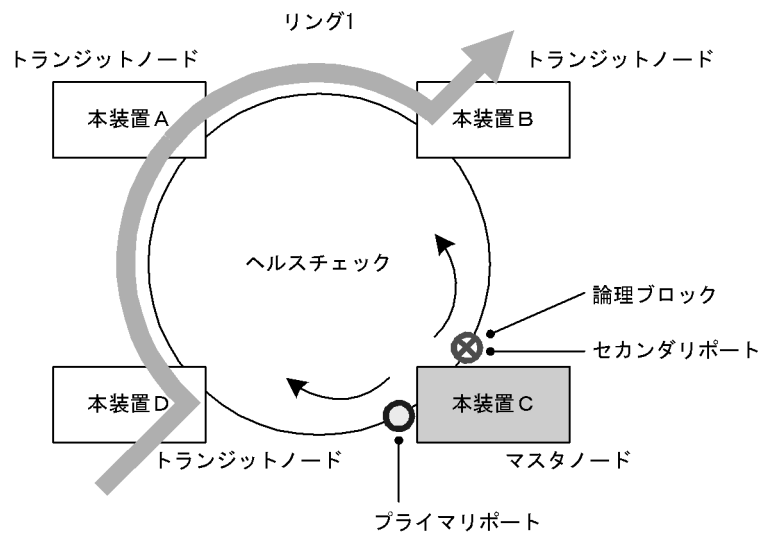 リング1
トランジットノード
トランジットノード
本装置A
本装置B
ヘルスチェック
論理ブロック
セカンダリポート
本装置D
本装置C
トランジットノード
マスタノード
プライマリポート